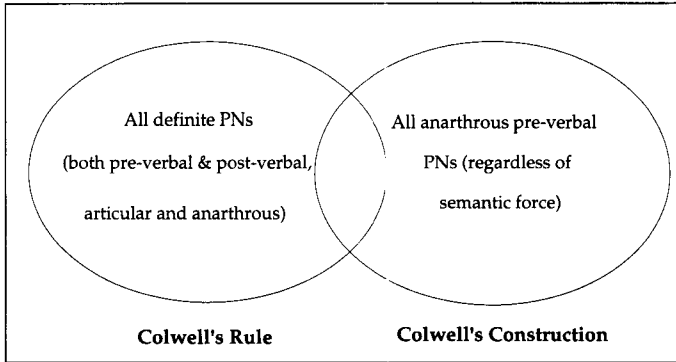 All definite PNs
(both pre-verbal & post-verbal,
articular and anarthrous)
All anarthrous pre-verbal
PNs (regardless of
semantic force)
Colwell's Rule
Colwell's Construction